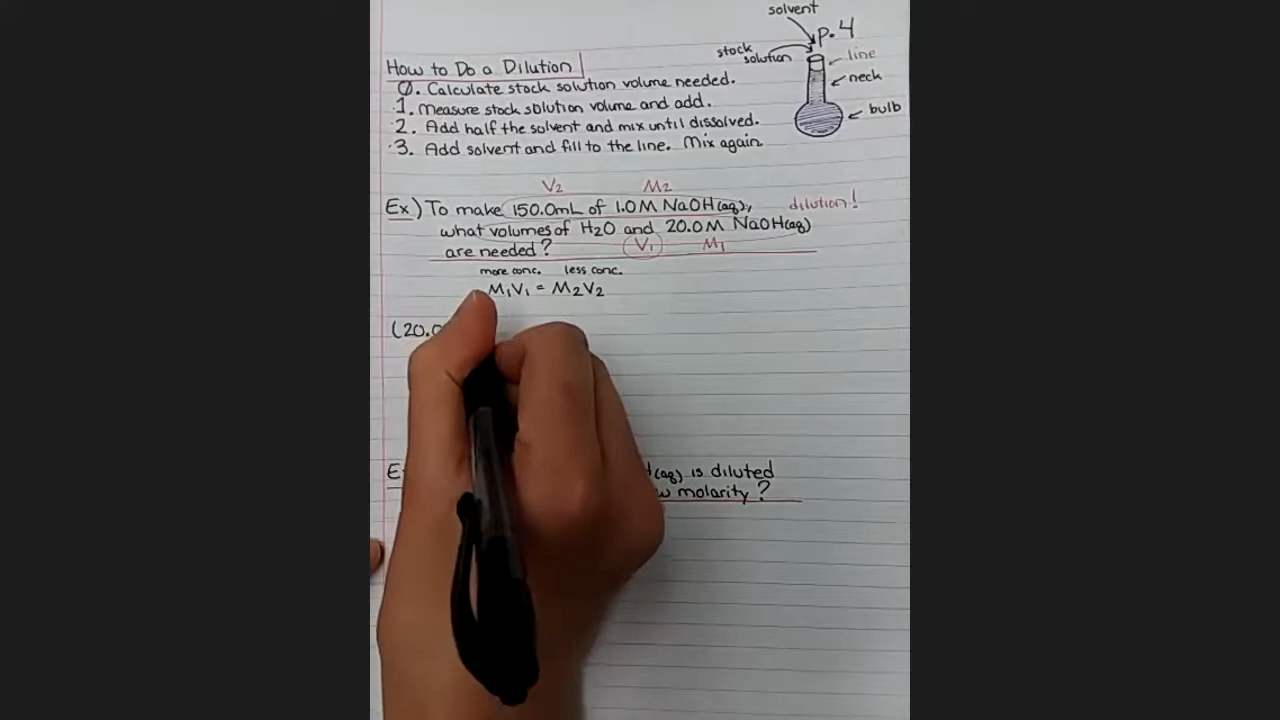 solvent
p.4
stock
solution
line
neck
bulb
How to Do a Dilution
0. Calculate stock solution volume needed.
1. Measure stock solution volume and add.
2. Add half the solvent and mix until dissolved.
3. Add solvent and fill to the line. Mix again.
V2 M2
Ex) To make 150.0mL of 1.0M NaOH(aq), dilution!
what volumes of H2O and 20.0M NaOH(aq)
are needed? V1 M1
more conc. less conc.
M1V1 = M2V2
(20.0
(aq) is diluted
molarity?